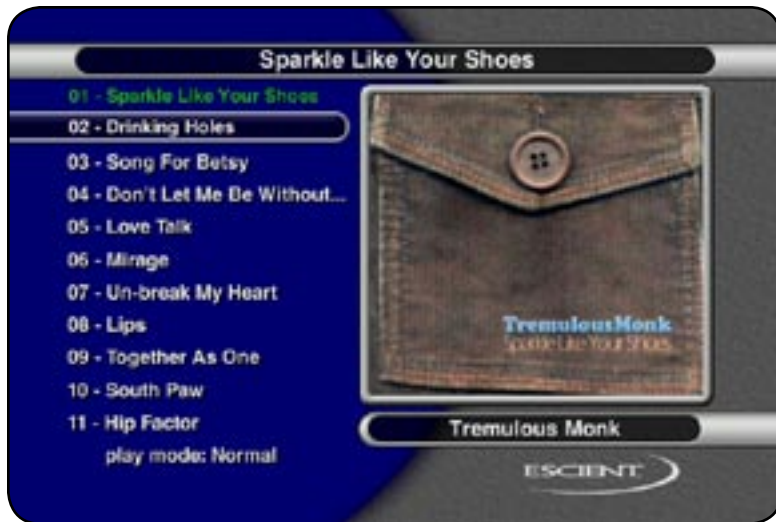 Sparkle Like Your Shoes
01 - Sparkle Like Your Shoes
02 - Drinking Holes
03 - Song For Betsy
04 - Don't Let Me Be Without...
05 - Love Talk
06 - Mirage
07 - Un-break My Heart
08 - Lips
09 - Together As One
10 - South Paw
11 - Hip Factor
play mode: Normal
TremulousMonk
Sparkle Like Your Shoes
Tremulous Monk
ESCIENT